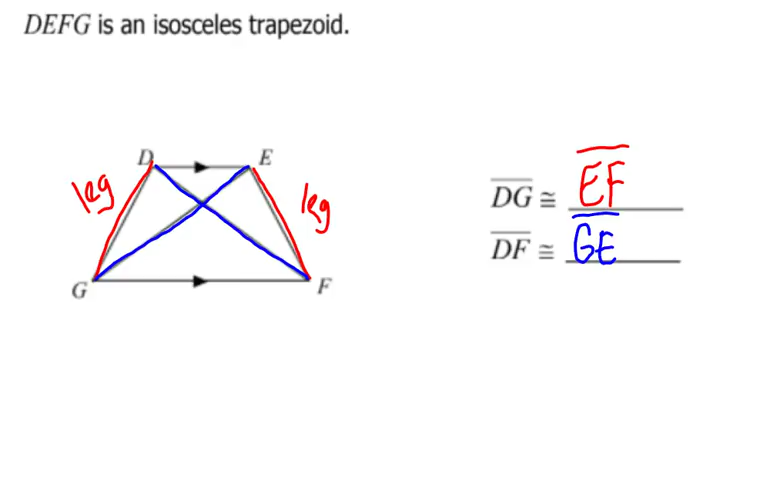 DEFG is an isosceles trapezoid.
D
E
leg
leg
G
F
DG ≅ EF
DF ≅ GE